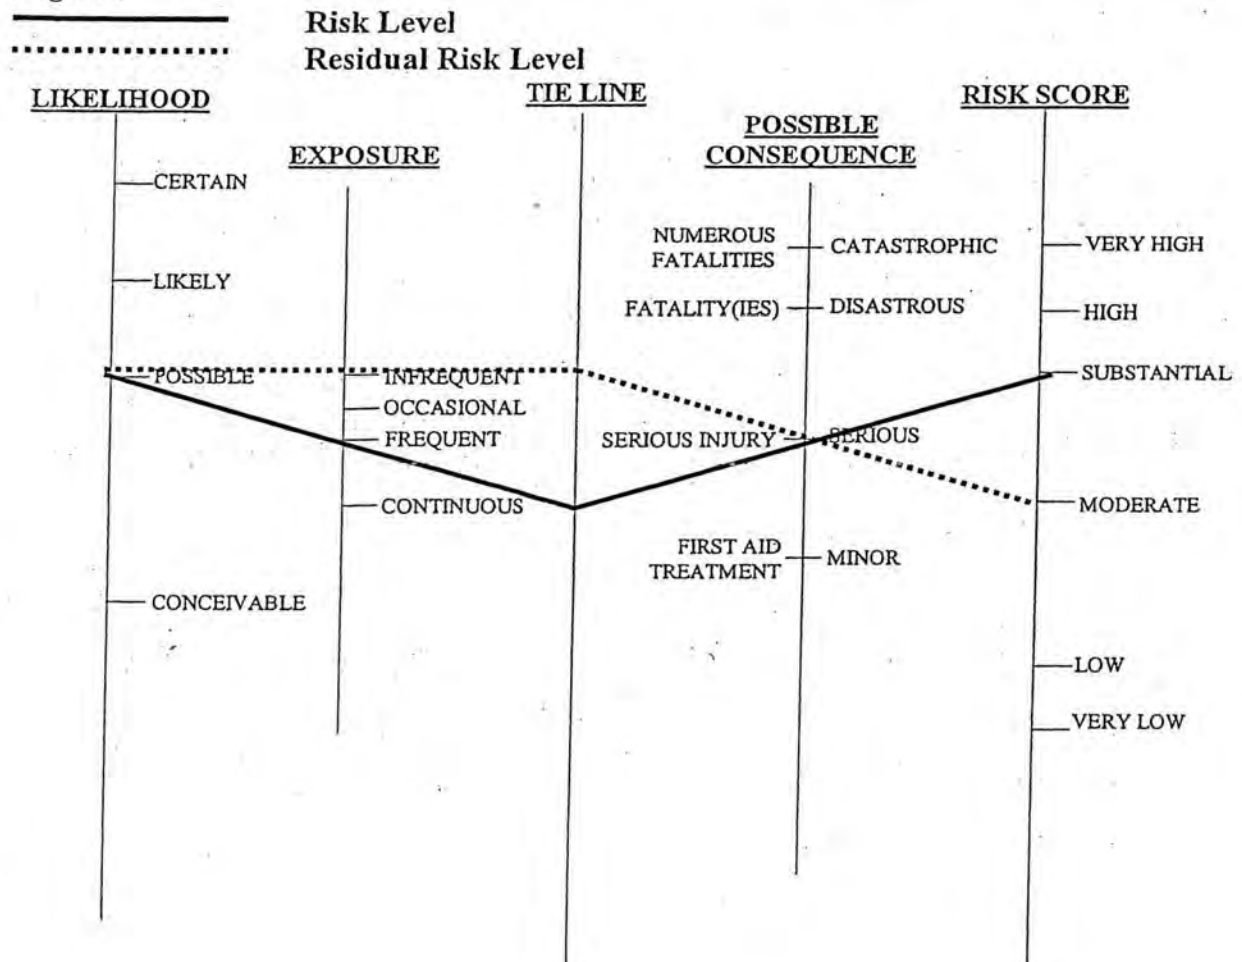 Risk Level
Residual Risk Level
LIKELIHOOD
TIE LINE
RISK SCORE
EXPOSURE
POSSIBLE
CONSEQUENCE
CERTAIN
LIKELY
POSSIBLE
CONCEIVABLE
INFREQUENT
OCCASIONAL
FREQUENT
CONTINUOUS
NUMEROUS
FATALITIES
CATASTROPHIC
FATALITY(IES)
DISASTROUS
SERIOUS INJURY
SERIOUS
FIRST AID
TREATMENT
MINOR
VERY HIGH
HIGH
SUBSTANTIAL
MODERATE
LOW
VERY LOW